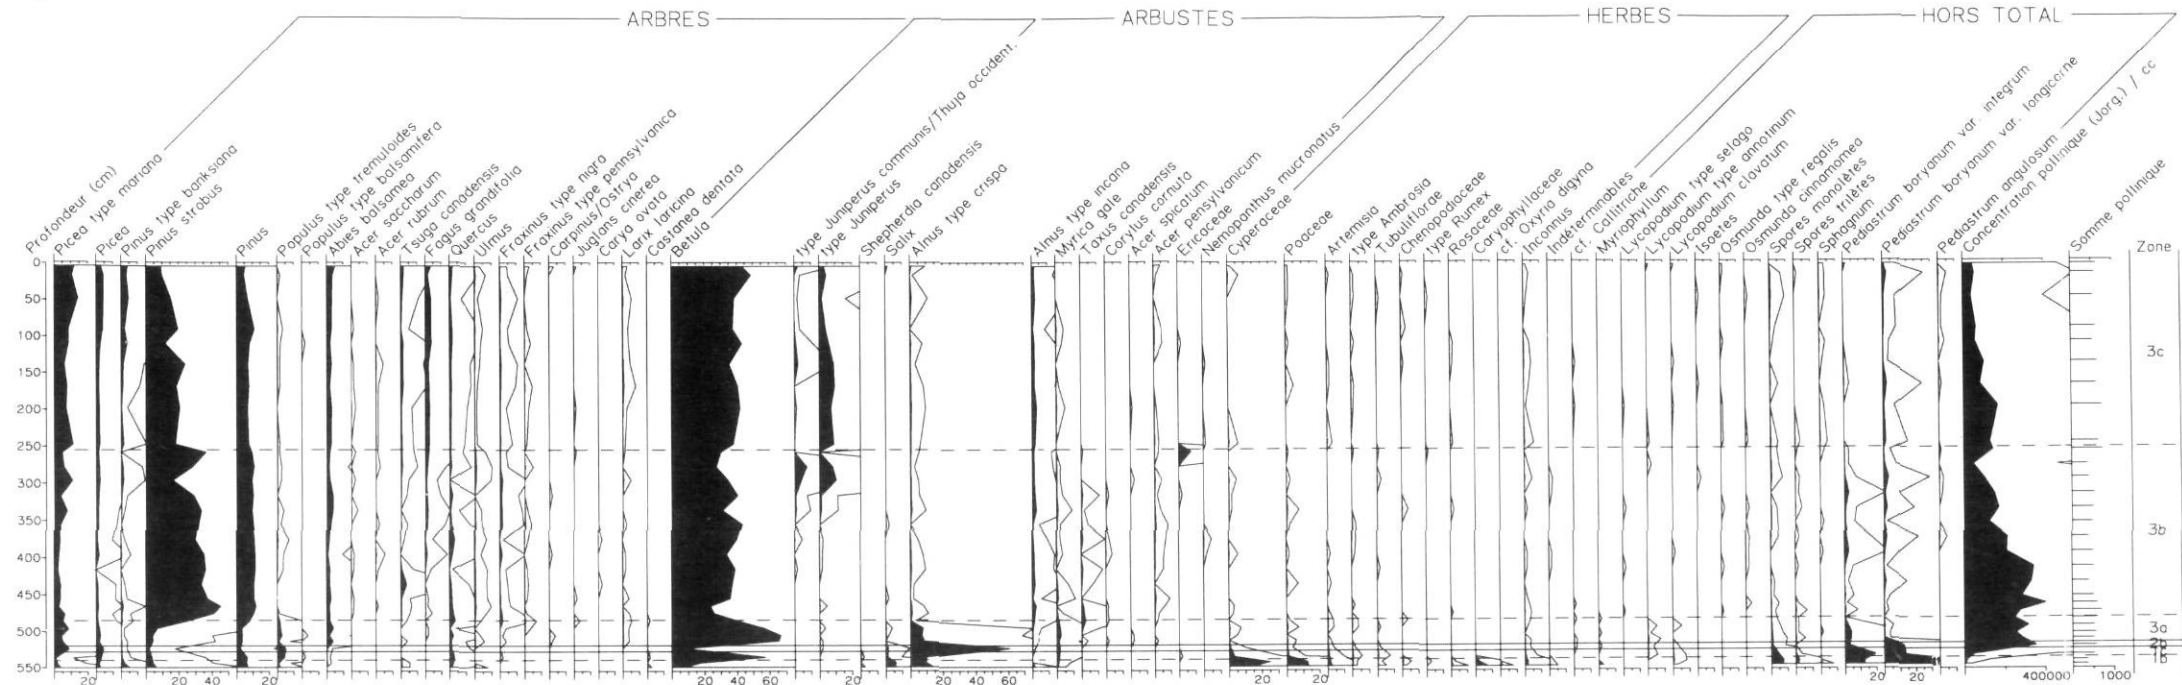 ARBRES
ARBUSTES
HERBES
HORS TOTAL
Profondeur (cm)
Picea type mariana
Picea
Pinus type banksiana
Pinus strobus
Pinus
Populus type tremuloides
Populus type balsamifera
Abies balsamea
Acer saccharum
Acer rubrum
Tsuga canadensis
Fagus grandifolia
Quercus
Ulmus
Fraxinus type nigra
Fraxinus type pennsylvanica
Carpinus/Ostrya
Juglans cinerea
Carya ovata
Larix laricina
Castanea dentata
Betula
type Juniperus communis/Thuja occident.
type Juniperus
Shepherdia canadensis
Salix
Alnus type crispa
Alnus type incana
Myrica gale
Taxus canadensis
Corylus cornuta
Acer spicatum
Acer pensylvanicum
Ericaceae
Nemopanthus mucronatus
Cyperaceae
Poaceae
Artemisia
type Ambrosia
Tubuliflorae
Chenopodiaceae
type Rumex
Rosaceae
Caryophyllaceae
cf. Oxyria digyna
Inconnus
Indéterminables
cf. Callitriche
Myriophyllum
Lycopodium type selago
Lycopodium type annotinum
Lycopodium clavatum
Isoetes
Osmunda type regalis
Osmunda cinnamomea
Spores monolètes
Spores trilètes
Sphagnum
Pediastrum boryanum var. integrum
Pediastrum boryanum var. longicorne
Pediastrum angulosum
Concentration pollinique (Jorg.) / cc
Somme pollinique
Zone
0
50
100
150
200
250
300
350
400
450
500
550
3c
3b
3a
2b
1b
20 20 40 20 20 40 60 20 20 40 60 20 20 20 20 400000 1000